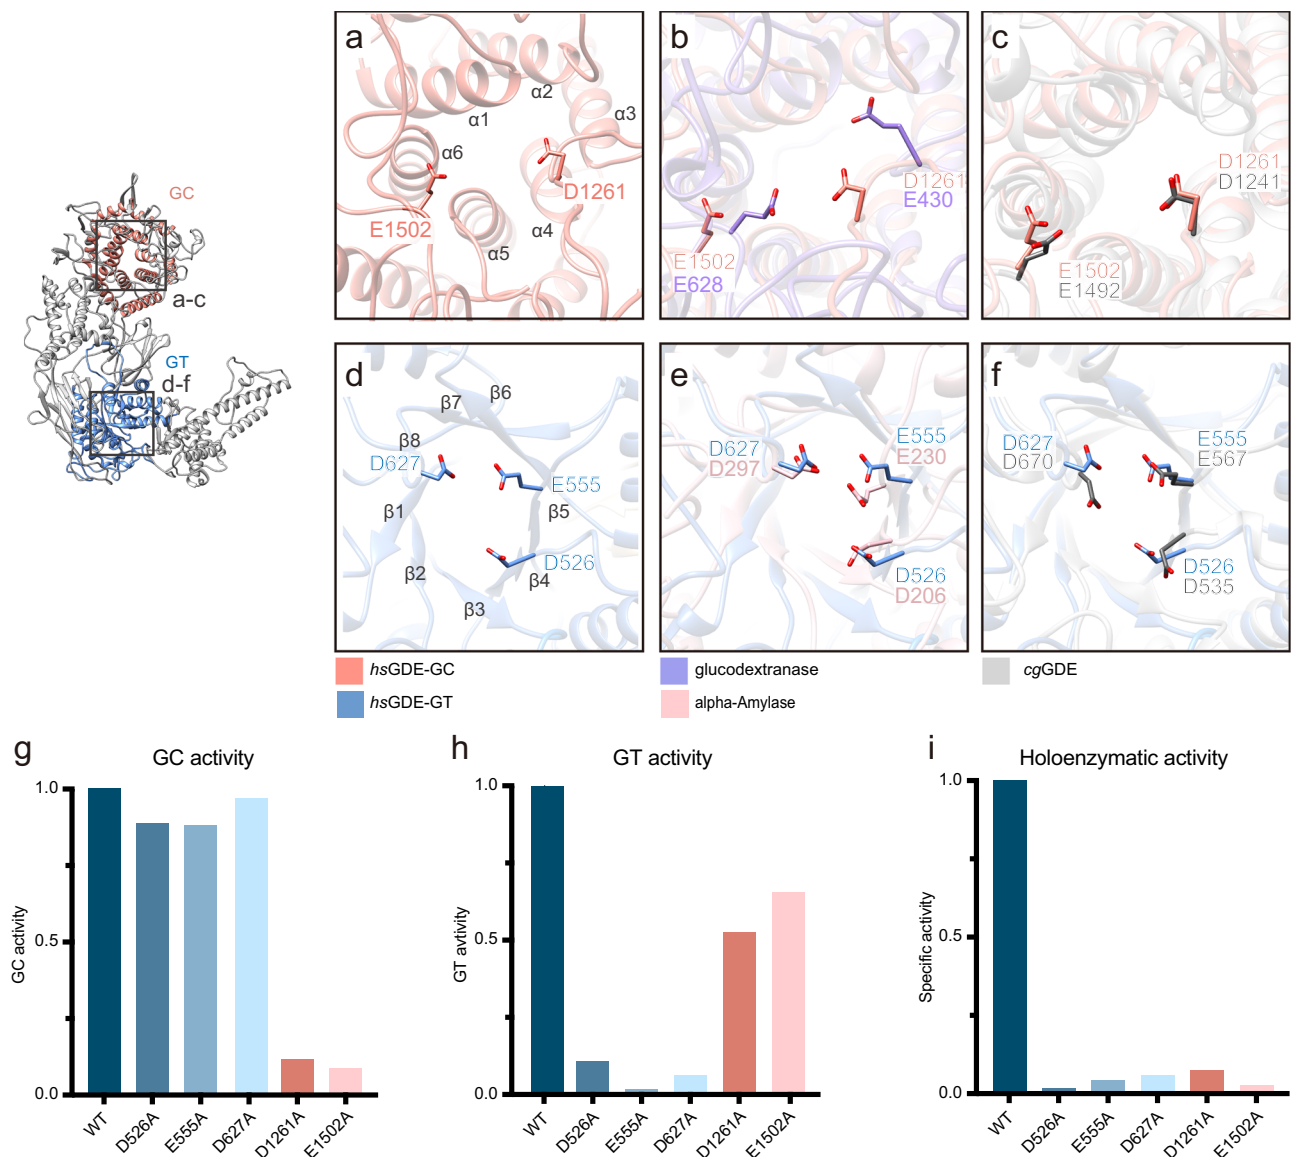 GC
a-c
GT
d-f
a
α1
α2
α3
α4
α5
α6
E1502
D1261
b
D1261
E430
E1502
E628
c
D1261
D1241
E1502
E1492
d
β6
β7
β8
D627
E555
β1
β5
D526
β2
β4
β3
e
D627
D297
E555
E230
D526
D206
f
D627
D670
E555
E567
D526
D535
hsGDE-GC
hsGDE-GT
glucodextranase
alpha-Amylase
cgGDE
g
GC activity
GC activity
1.0
0.5
0.0
WT
D526A
E555A
D627A
D1261A
E1502A
h
GT activity
GT avtivity
1.0
0.5
0.0
WT
D526A
E555A
D627A
D1261A
E1502A
i
Holoenzymatic activity
Specific activity
1.0
0.5
0.0
WT
D526A
E555A
D627A
D1261A
E1502A